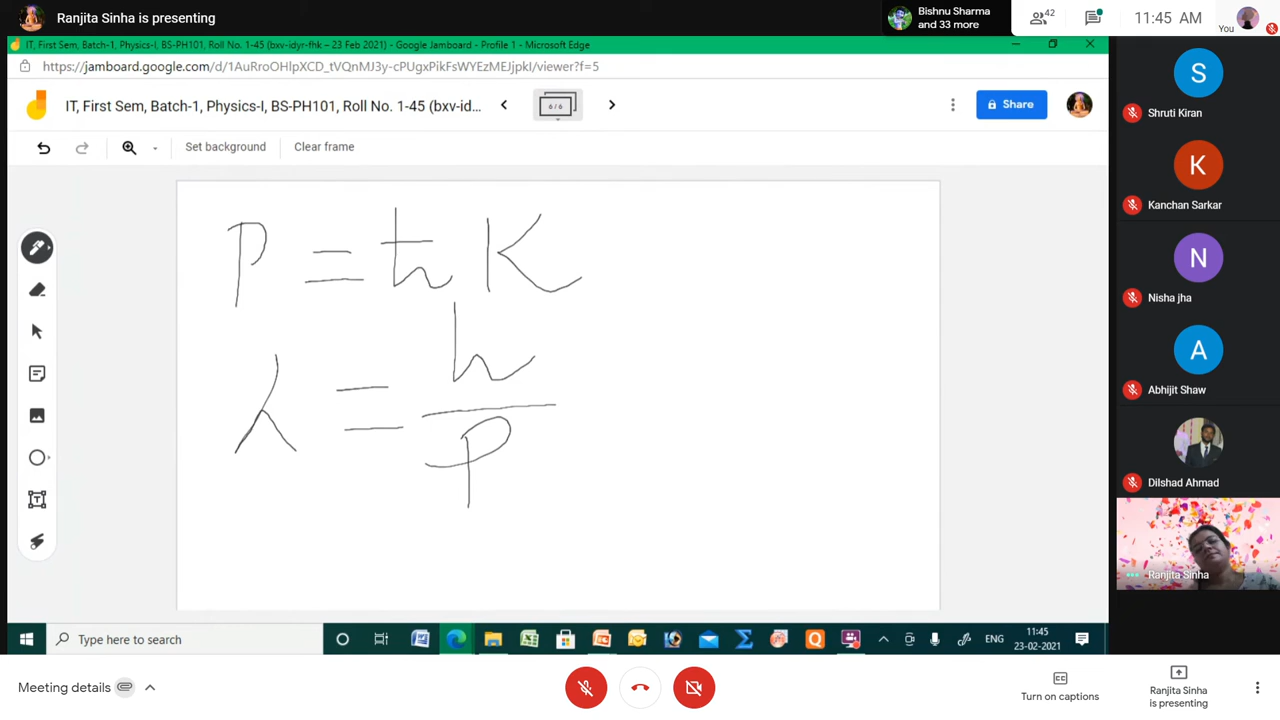 Ranjita Sinha is presenting
Bishnu Sharma
and 33 more
42
11:45 AM
You
IT, First Sem, Batch-1, Physics-I, BS-PH101, Roll No. 1-45 (bxv-idyr-fhk – 23 Feb 2021) - Google Jamboard - Profile 1 - Microsoft Edge
https://jamboard.google.com/d/1AuRroOHlpXCD_tVQnMJ3y-cPUgxPikFsWYEzMEJjpkI/viewer?f=5
IT, First Sem, Batch-1, Physics-I, BS-PH101, Roll No. 1-45 (bxv-id...
6/6
Share
Set background
Clear frame
P = ħ K
λ = h / P
S
Shruti Kiran
K
Kanchan Sarkar
N
Nisha jha
A
Abhijit Shaw
Dilshad Ahmad
Ranjita Sinha
Type here to search
ENG
11:45
23-02-2021
Meeting details
Turn on captions
Ranjita Sinha
is presenting